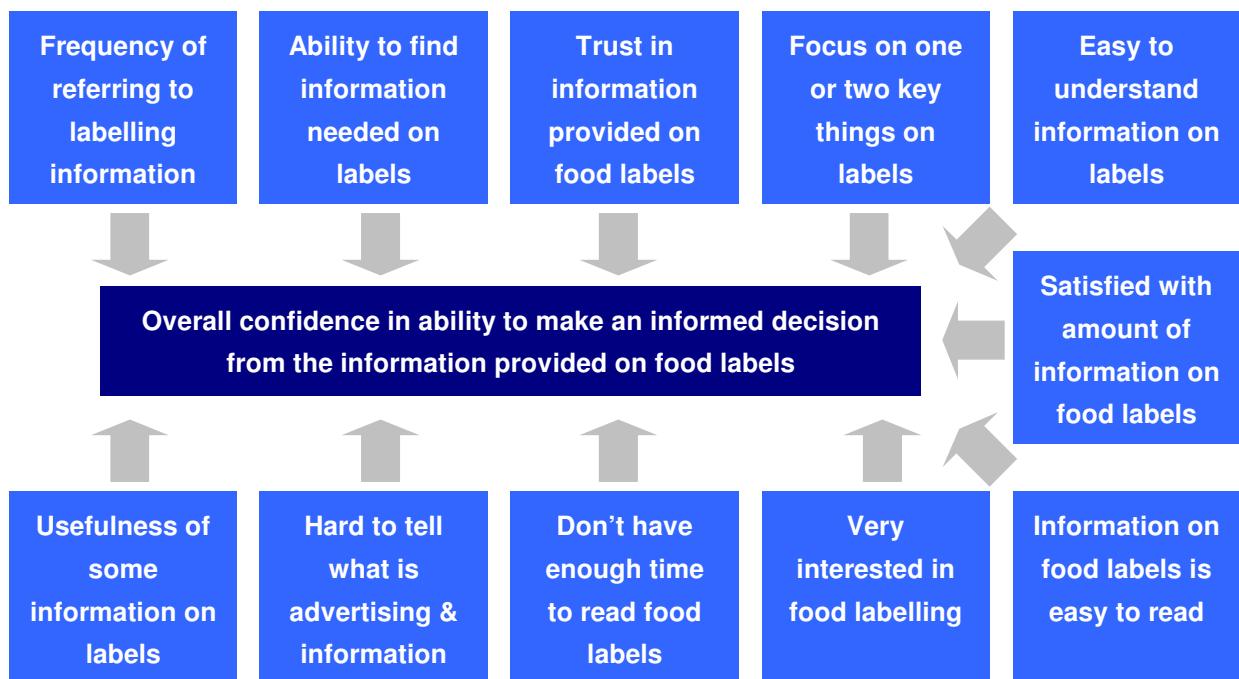 Frequency of
referring to
labelling
information
Ability to find
information
needed on
labels
Trust in
information
provided on
food labels
Focus on one
or two key
things on
labels
Easy to
understand
information on
labels
Overall confidence in ability to make an informed decision
from the information provided on food labels
Satisfied with
amount of
information on
food labels
Usefulness of
some
information on
labels
Hard to tell
what is
advertising &
information
Don't have
enough time
to read food
labels
Very
interested in
food labelling
Information on
food labels is
easy to read